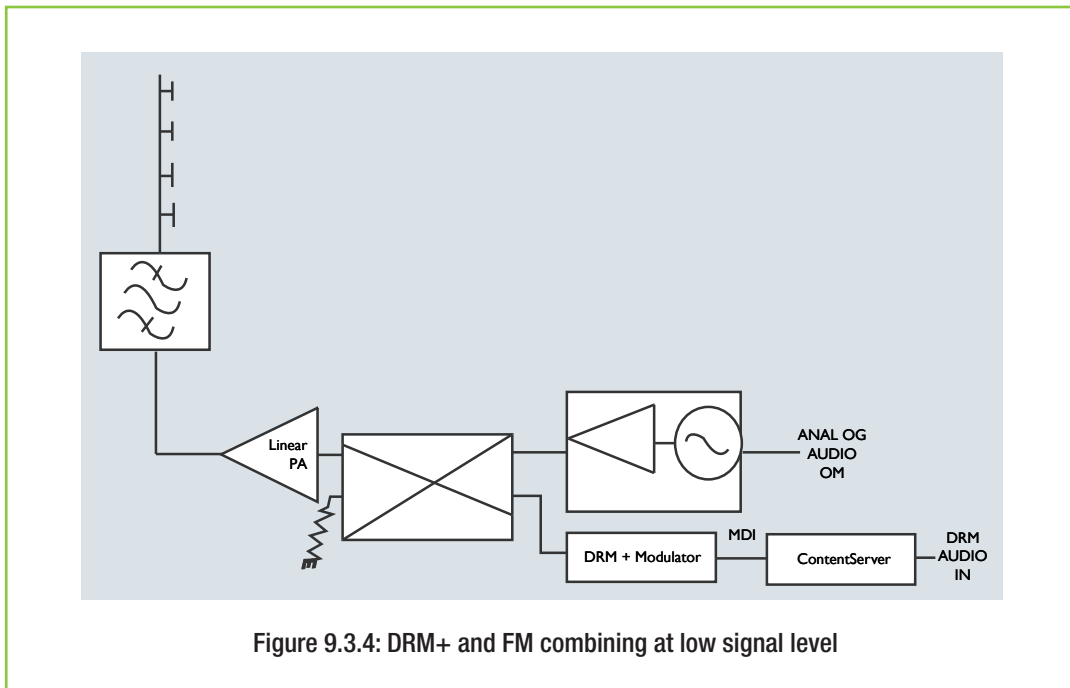 Linear
PA
ANAL OG
AUDIO
OM
DRM + Modulator
MDI
ContentServer
DRM
AUDIO
IN
Figure 9.3.4: DRM+ and FM combining at low signal level